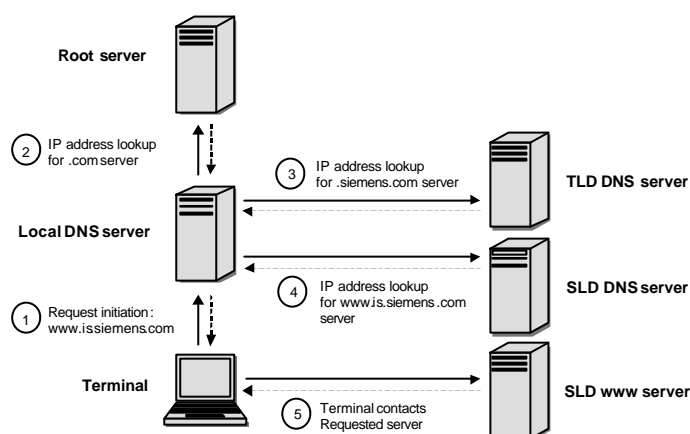 Root server
2
IP address lookup
for .com server
3
IP address lookup
for .siemens.com server
TLD DNS server
Local DNS server
4
IP address lookup
for www.is.siemens.com
server
SLD DNS server
1
Request initiation:
www.is.siemens.com
Terminal
5
Terminal contacts
Requested server
SLD www server